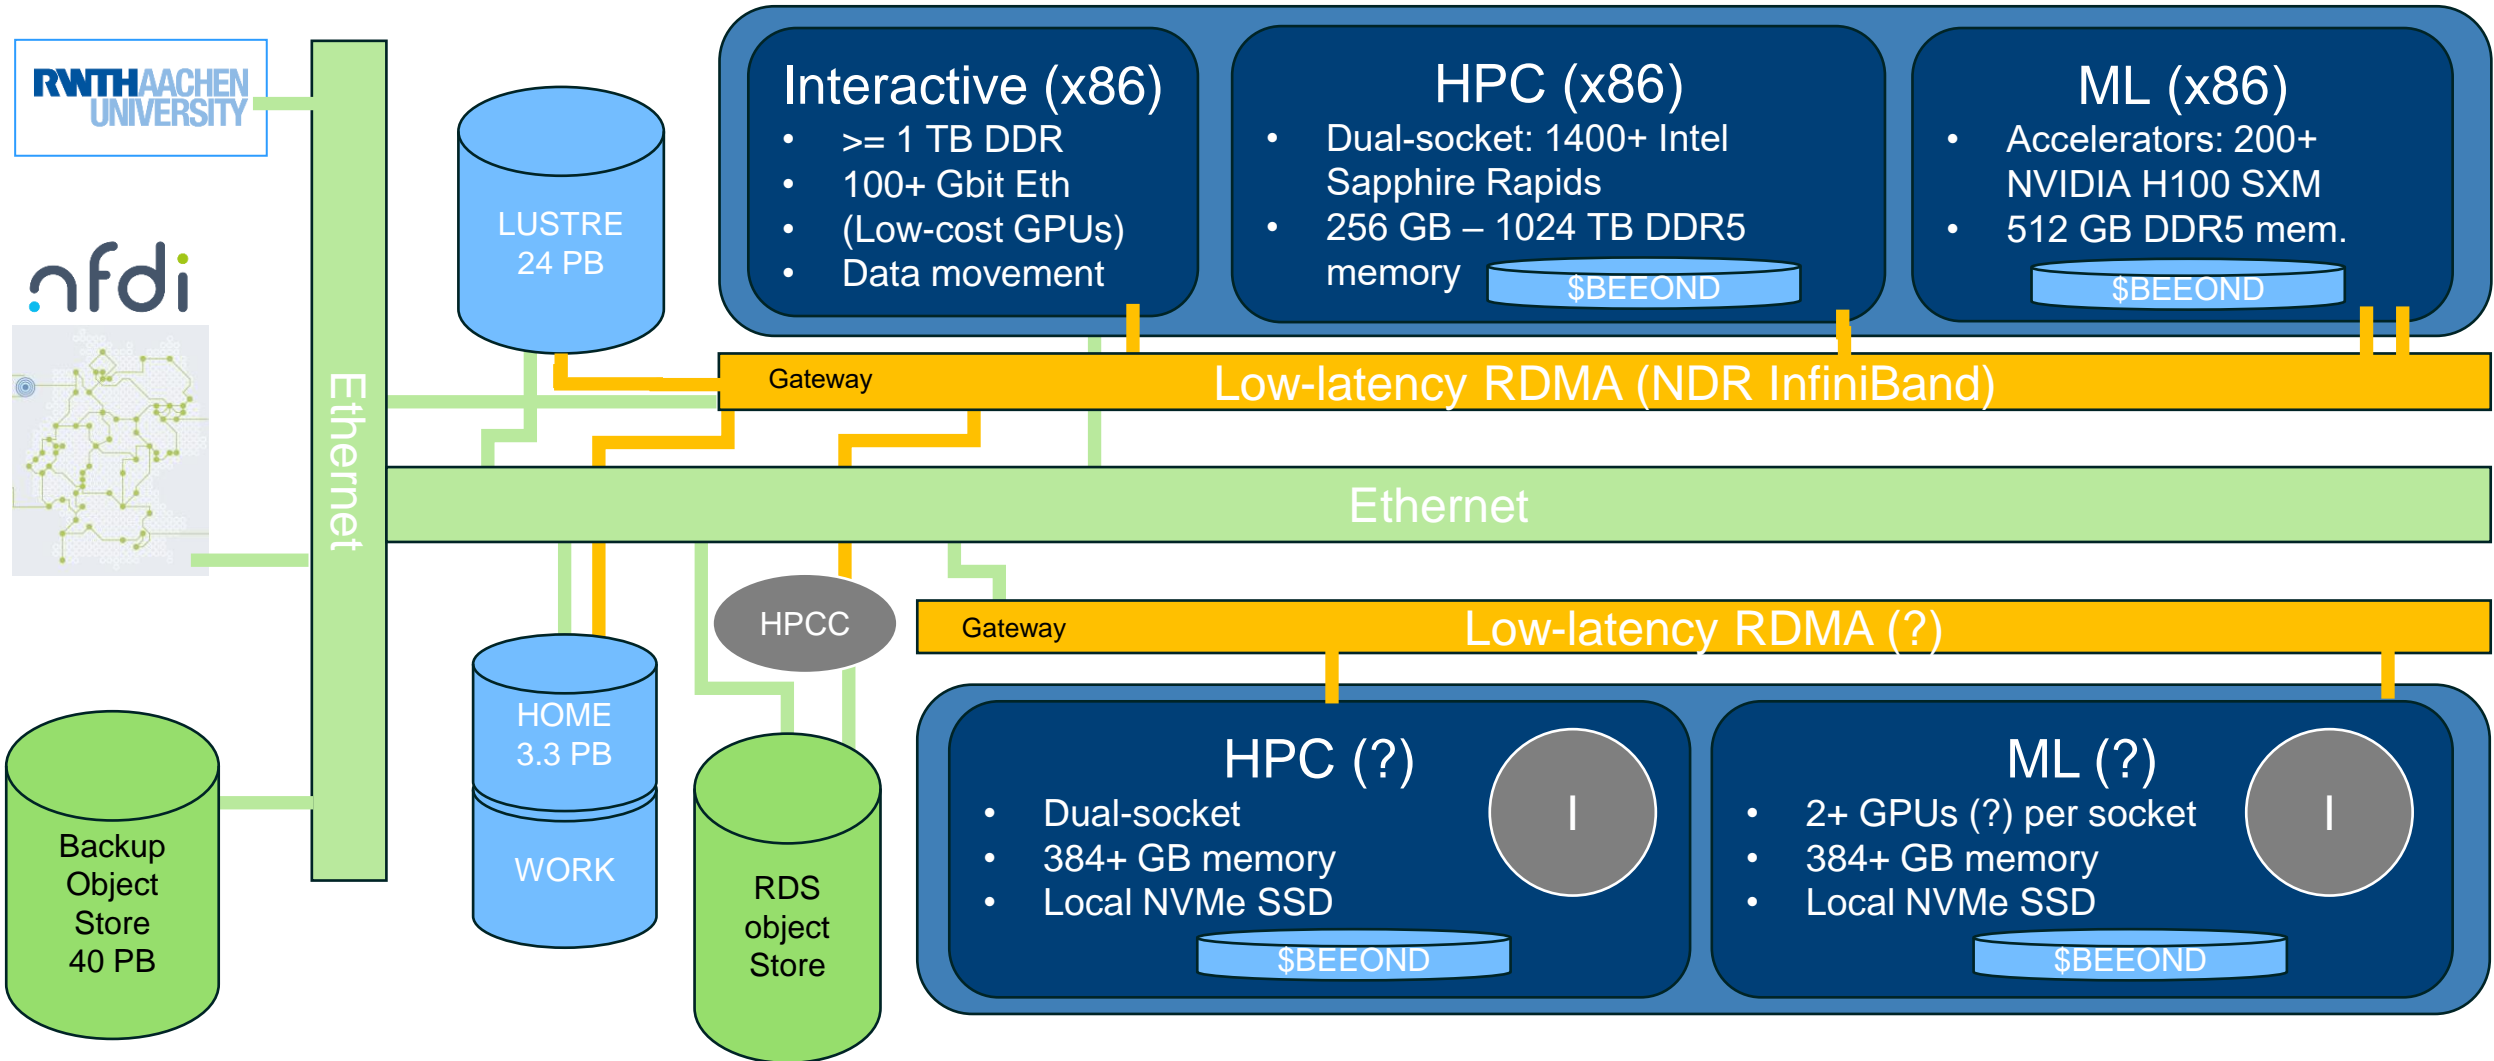 RWTHAACHEN
UNIVERSITY
nfdi
Ethernet
LUSTRE
24 PB
Interactive (x86)
• >= 1 TB DDR
• 100+ Gbit Eth
• (Low-cost GPUs)
• Data movement
HPC (x86)
• Dual-socket: 1400+ Intel
Sapphire Rapids
• 256 GB – 1024 TB DDR5
memory
$BEEOND
ML (x86)
• Accelerators: 200+
NVIDIA H100 SXM
• 512 GB DDR5 mem.
$BEEOND
Gateway
Low-latency RDMA (NDR InfiniBand)
Ethernet
HPCC
Gateway
Low-latency RDMA (?)
HOME
3.3 PB
WORK
Backup
Object
Store
40 PB
RDS
object
Store
HPC (?)
• Dual-socket
• 384+ GB memory
• Local NVMe SSD
I
$BEEOND
ML (?)
• 2+ GPUs (?) per socket
• 384+ GB memory
• Local NVMe SSD
I
$BEEOND